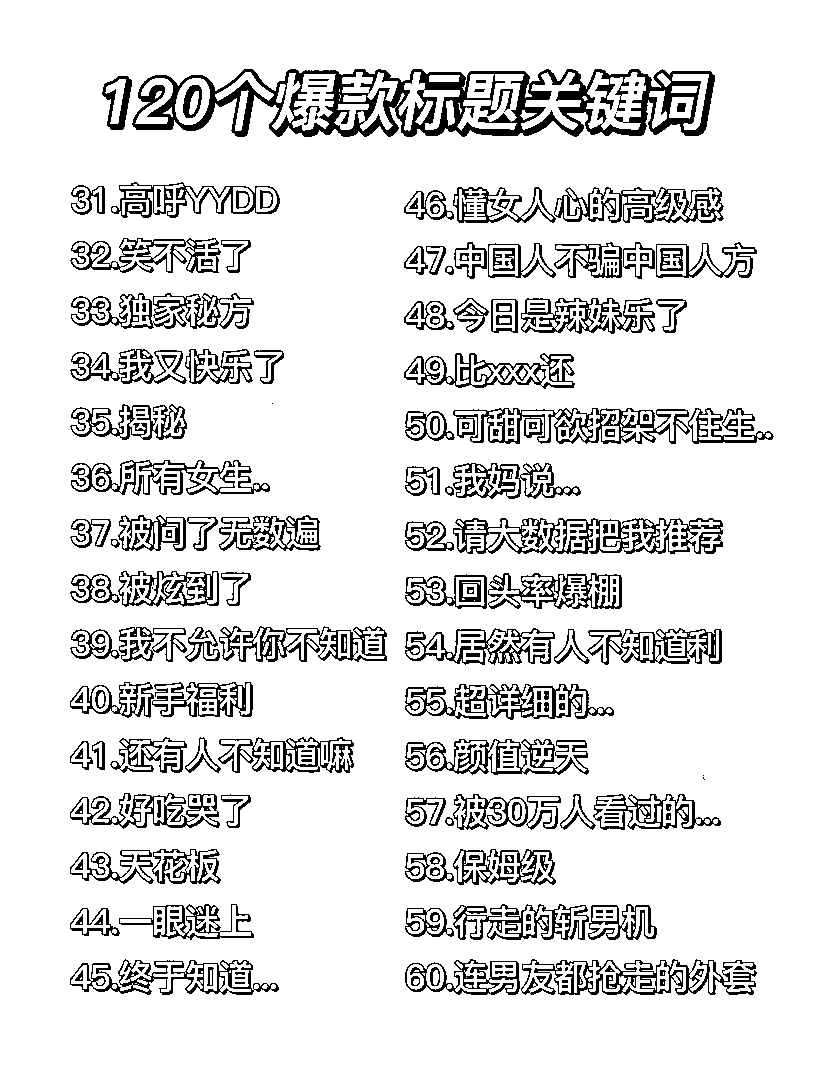 120个爆款标题关键词
31.高呼YYDD
32.笑不活了
33.独家秘方
34.我又快乐了
35.揭秘
36.所有女生..
37.被问了无数遍
38.被炫到了
39.我不允许你不知道
40.新手福利
41.还有人不知道嘛
42.好吃哭了
43.天花板
44.一眼迷上
45.终于知道...
46.懂女人心的高级感
47.中国人不骗中国人方
48.今日是辣妹乐了
49.比xxx还
50.可甜可欲招架不住生..
51.我妈说...
52.请大数据把我推荐
53.回头率爆棚
54.居然有人不知道利
55.超详细的...
56.颜值逆天
57.被30万人看过的...
58.保姆级
59.行走的斩男机
60.连男友都抢走的外套